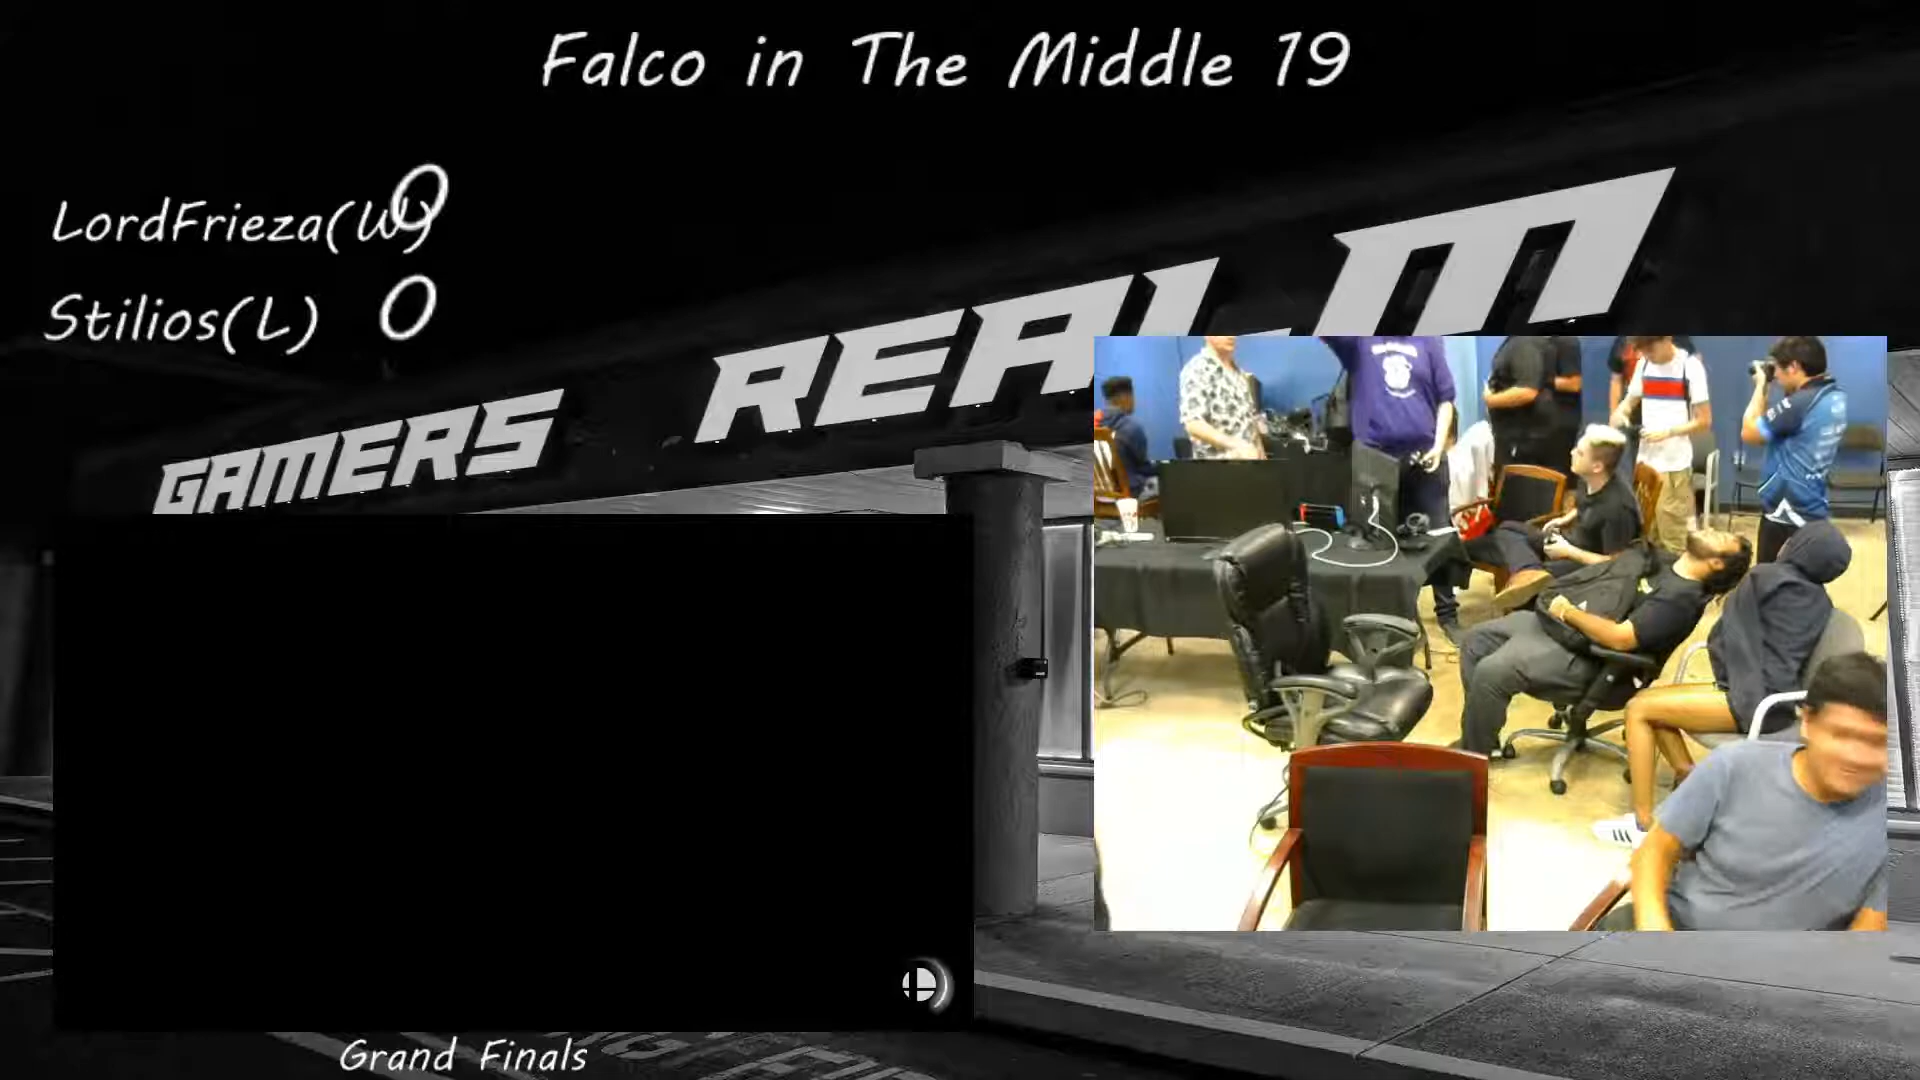 Falco in The Middle 19
LordFrieza(W) 0
Stilios(L) 0
GAMERS REALM
Grand Finals